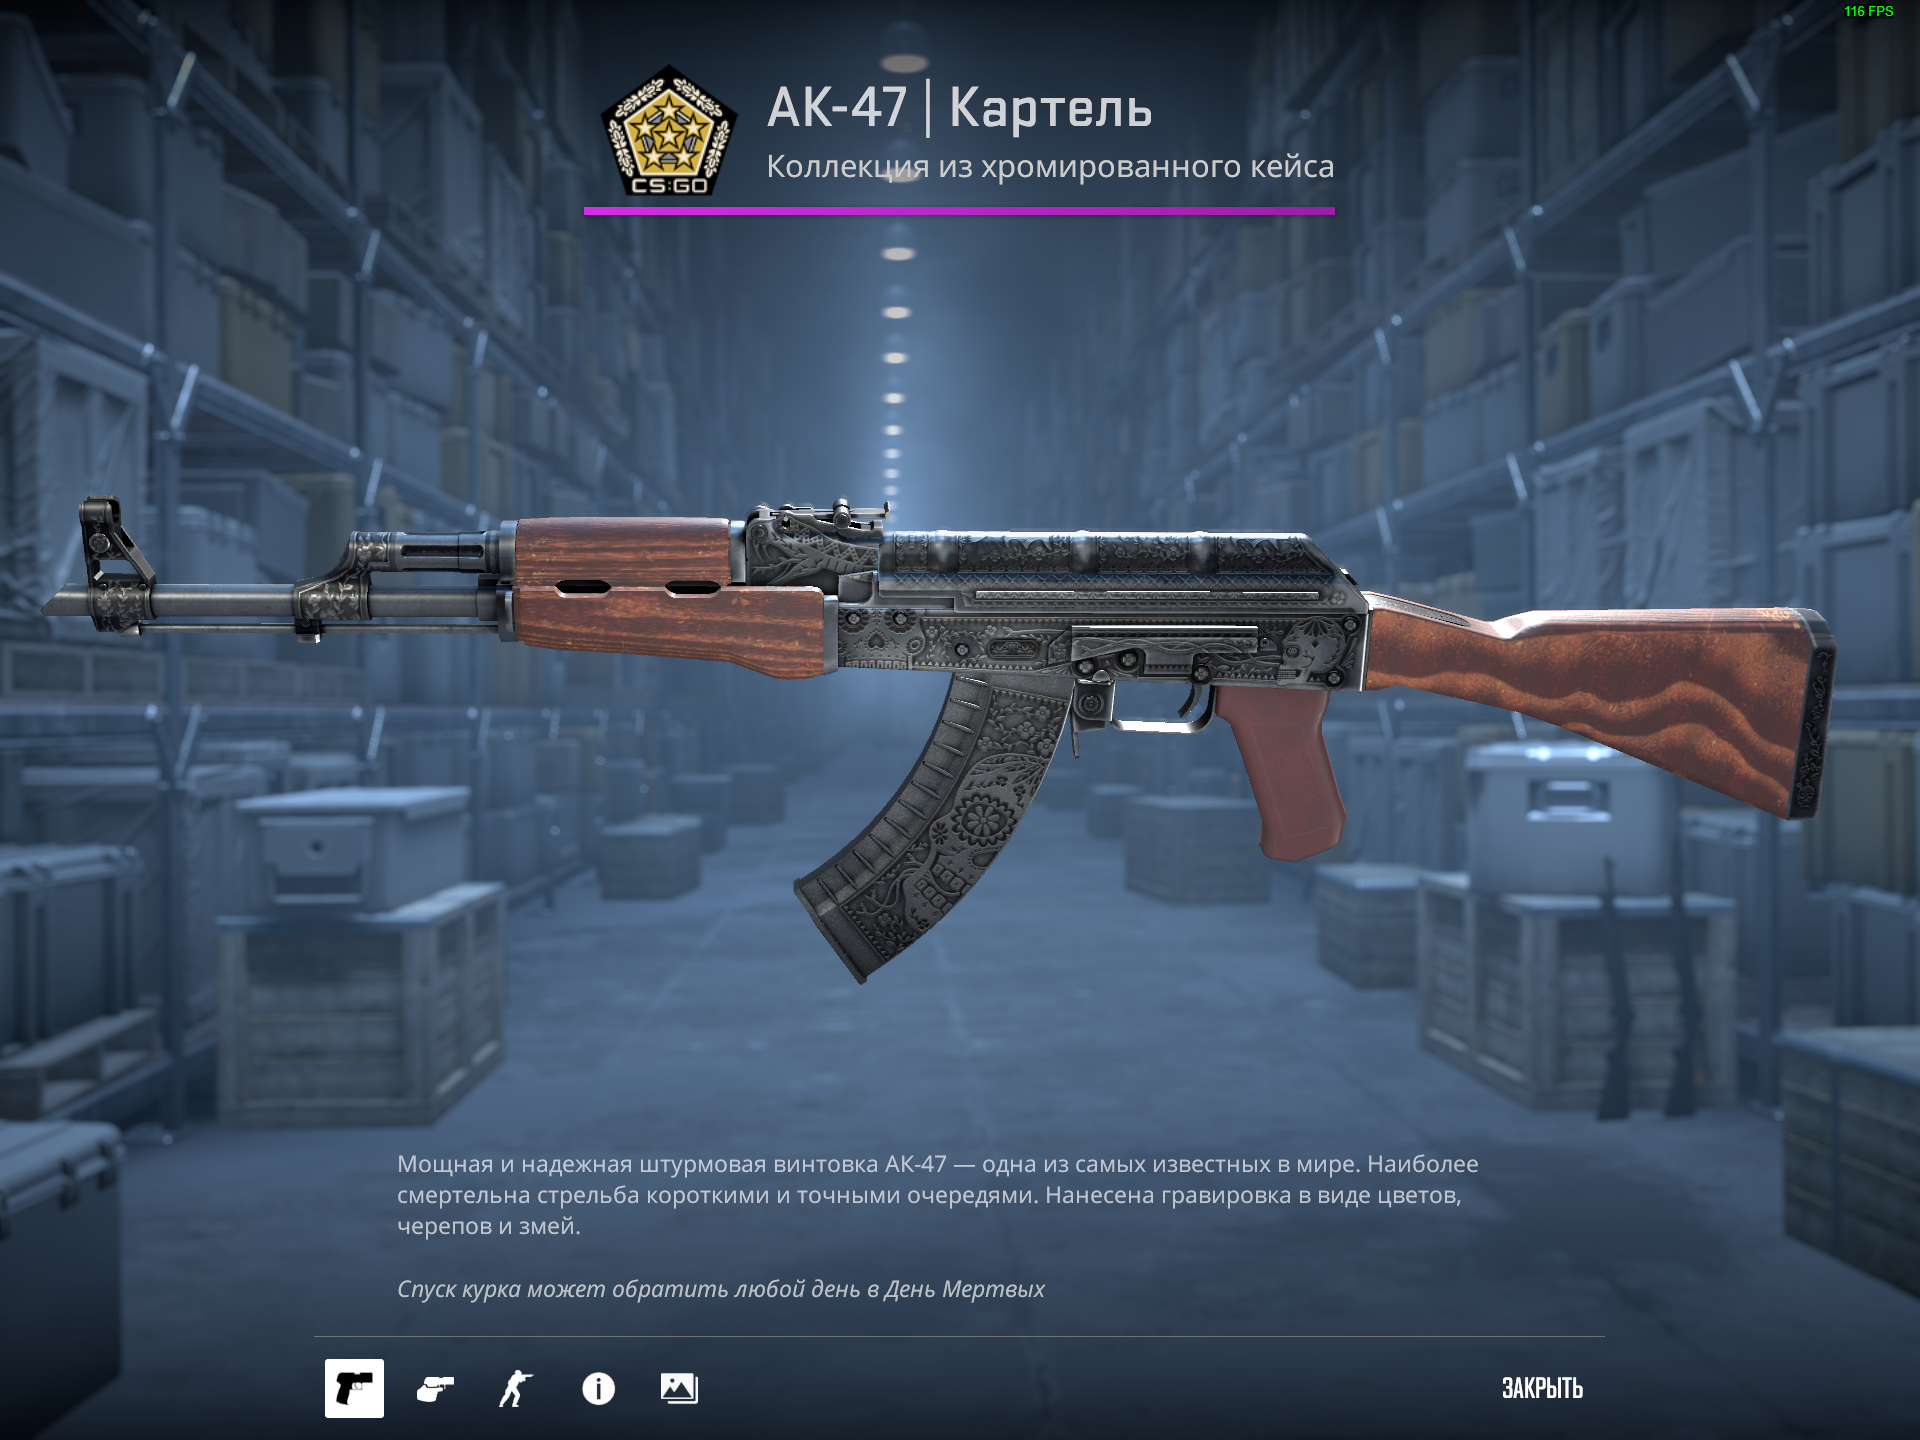 116 FPS
АК-47 | Картель
Коллекция из хромированного кейса
CS:GO
Мощная и надежная штурмовая винтовка АК-47 — одна из самых известных в мире. Наиболее
смертельна стрельба короткими и точными очередями. Нанесена гравировка в виде цветов,
черепов и змей.
Спуск курка может обратить любой день в День Мертвых
ЗАКРЫТЬ